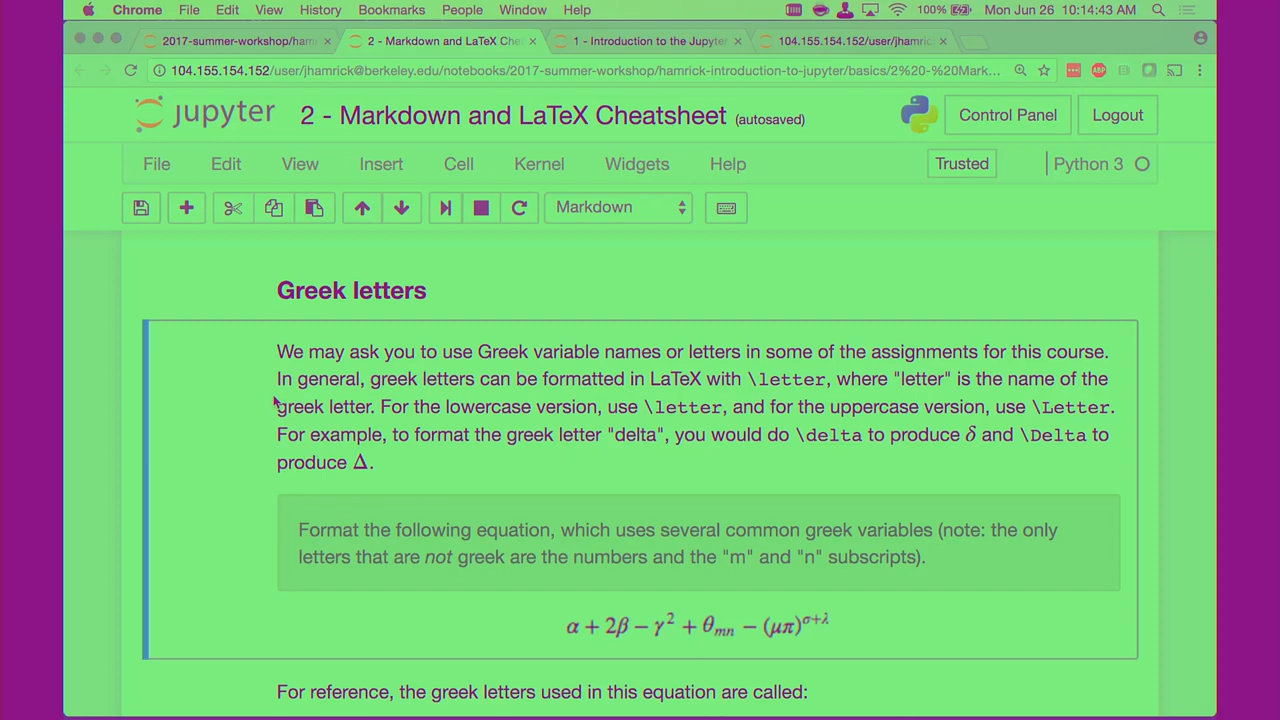 Chrome File Edit View History Bookmarks People Window Help 100% Mon Jun 26 10:14:43 AM
2017-summer-workshop/ham × 2 - Markdown and LaTeX Che × 1 - Introduction to the Jupyter × 104.155.154.152/user/jhamric ×
104.155.154.152/user/jhamrick@berkeley.edu/notebooks/2017-summer-workshop/hamrick-introduction-to-jupyter/basics/2%20-%20Mark... ABP
jupyter 2 - Markdown and LaTeX Cheatsheet (autosaved) Control Panel Logout
File Edit View Insert Cell Kernel Widgets Help Trusted Python 3
Markdown
Greek letters
We may ask you to use Greek variable names or letters in some of the assignments for this course.
In general, greek letters can be formatted in LaTeX with \letter, where "letter" is the name of the
greek letter. For the lowercase version, use \letter, and for the uppercase version, use \Letter.
For example, to format the greek letter "delta", you would do \delta to produce δ and \Delta to
produce Δ.
Format the following equation, which uses several common greek variables (note: the only
letters that are not greek are the numbers and the "m" and "n" subscripts).
α + 2β − γ² + θₘₙ − (μπ)^σ+λ
For reference, the greek letters used in this equation are called: